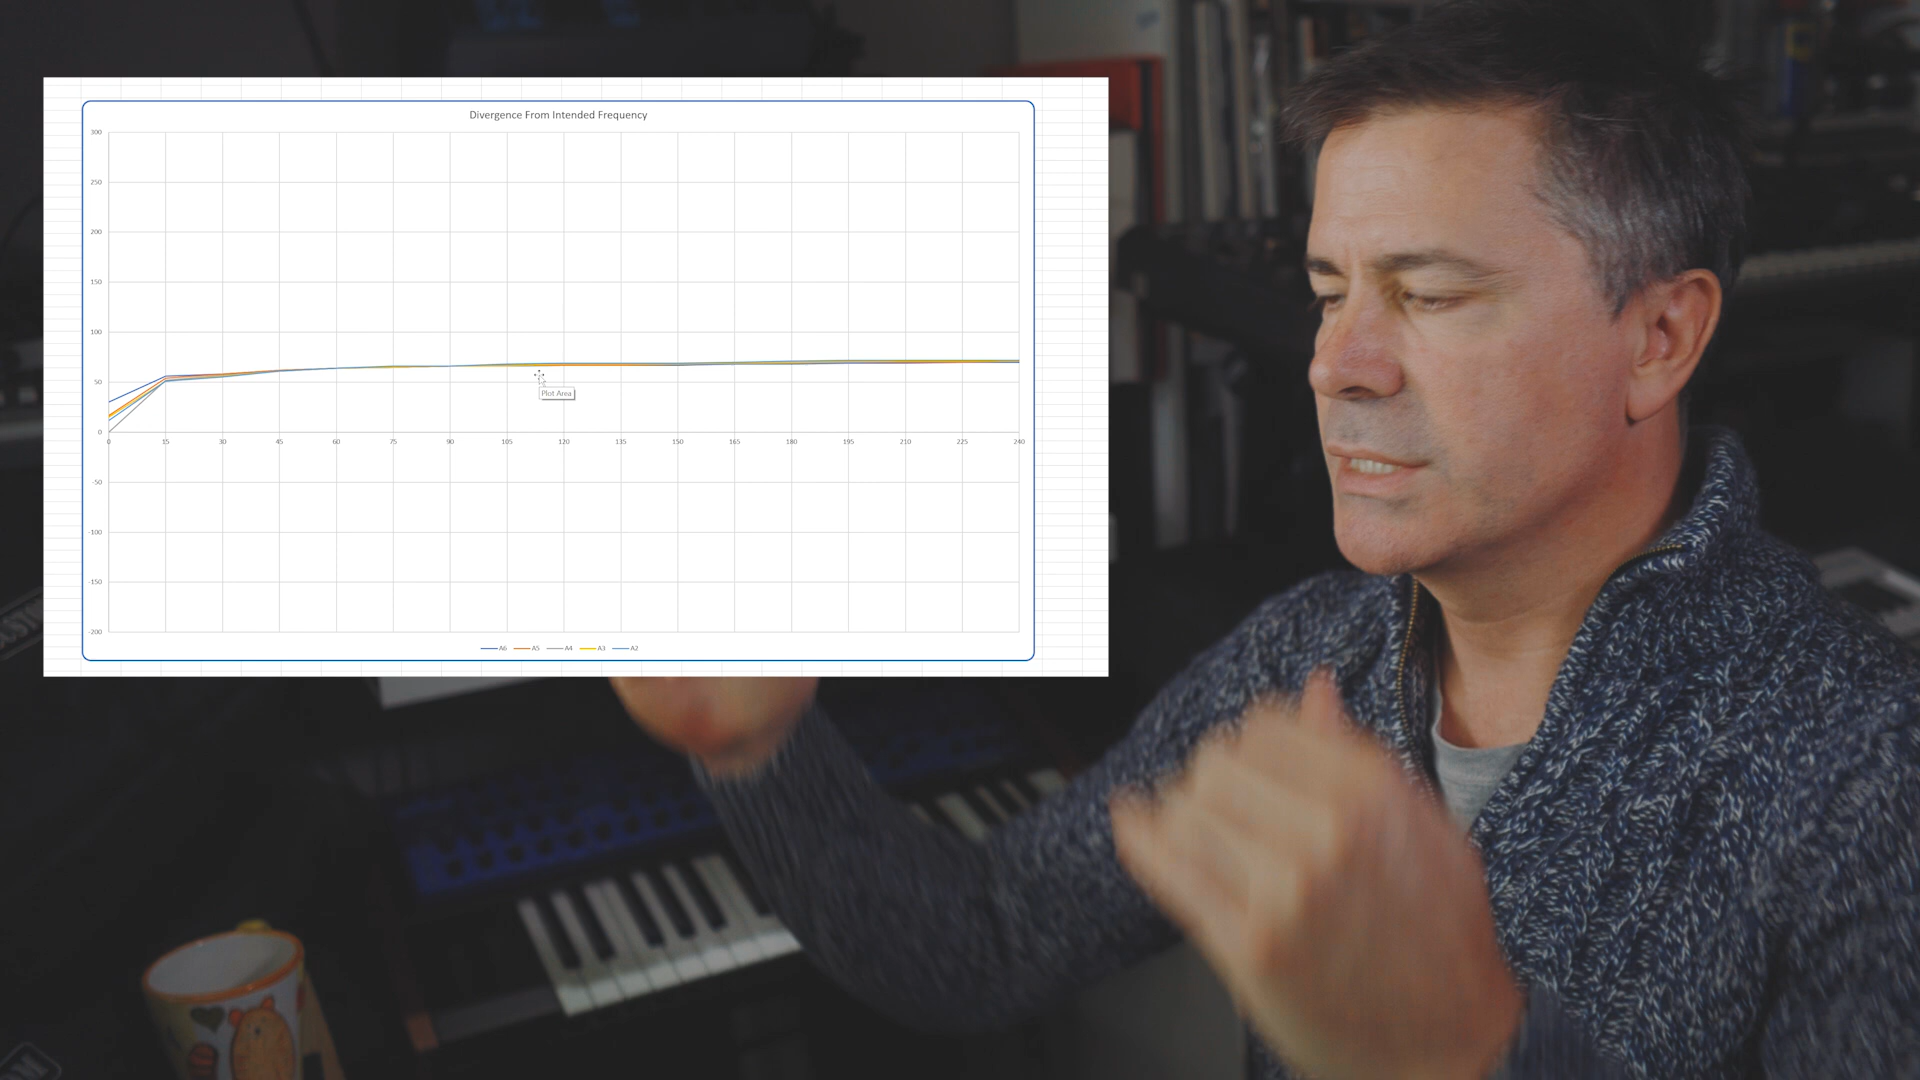 Divergence From Intended Frequency
300
250
200
150
100
50
0
-50
-100
-150
-200
0 15 30 45 60 75 90 105 120 135 150 165 180 195 210 225 240
Plot Area
A6 A5 A4 A3 A2